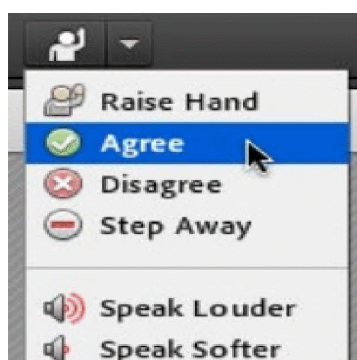 Raise Hand
Agree
Disagree
Step Away
Speak Louder
Speak Softer